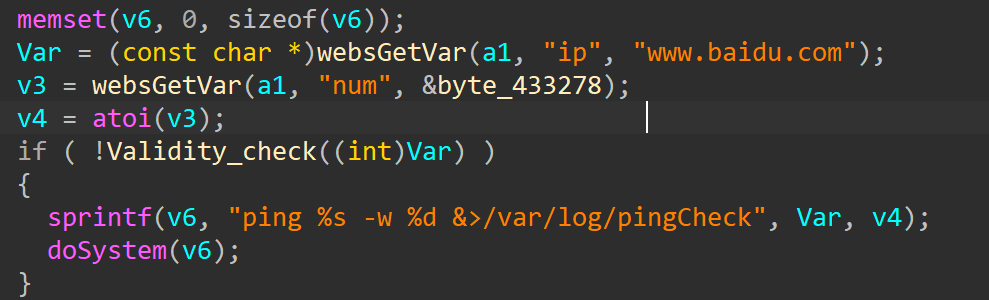 memset(v6, 0, sizeof(v6));
Var = (const char *)websGetVar(a1, "ip", "www.baidu.com");
v3 = websGetVar(a1, "num", &byte_433278);
v4 = atoi(v3);
if ( !Validity_check((int)Var) )
{
sprintf(v6, "ping %s -w %d &>/var/log/pingCheck", Var, v4);
doSystem(v6);
}